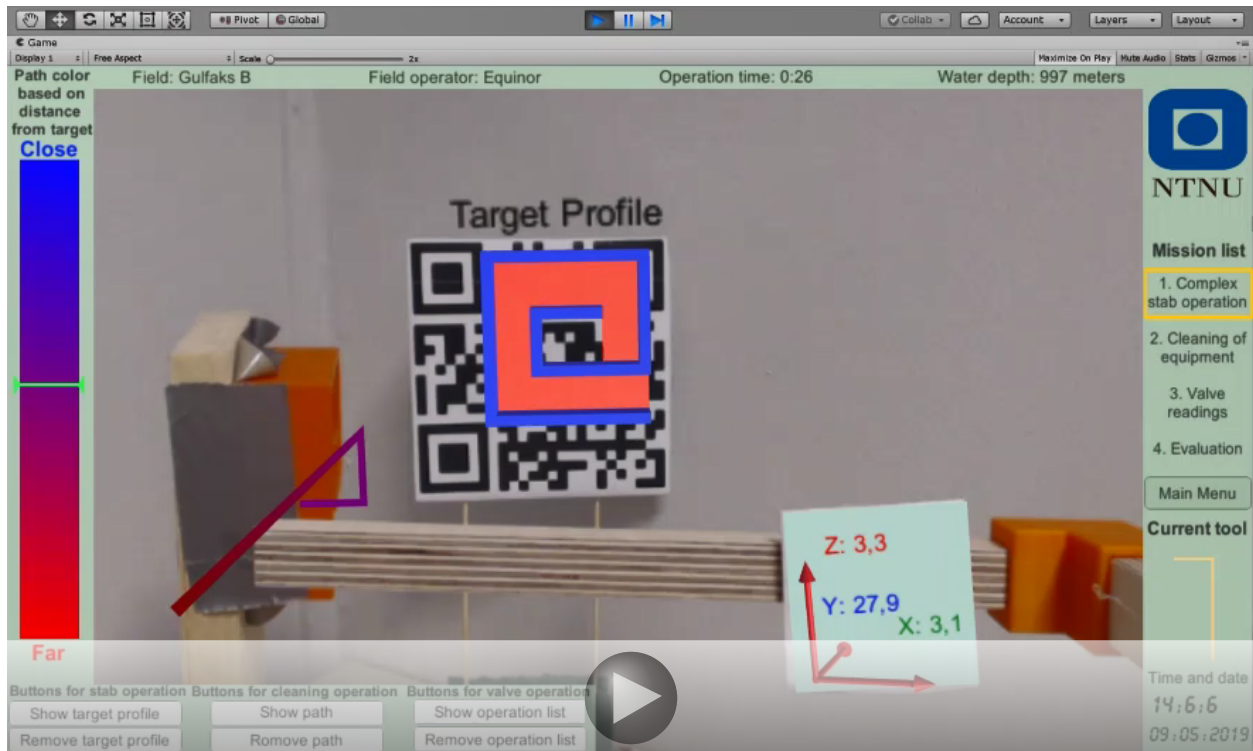 Pivot
Global
Collab
Account
Layers
Layout
Game
Display 1
Free Aspect
Scale
2x
Maximize On Play
Mute Audio
Stats
Gizmos
Path color
based on
distance
from target
Close
Far
Field: Gulfaks B
Field operator: Equinor
Operation time: 0:26
Water depth: 997 meters
Target Profile
Z: 3,3
Y: 27,9
X: 3,1
NTNU
Mission list
1. Complex
stab operation
2. Cleaning of
equipment
3. Valve
readings
4. Evaluation
Main Menu
Current tool
Time and date
14:6:6
09:05:2019
Buttons for stab operation
Show target profile
Remove target profile
Buttons for cleaning operation
Show path
Romove path
Buttons for valve operation
Show operation list
Remove operation list